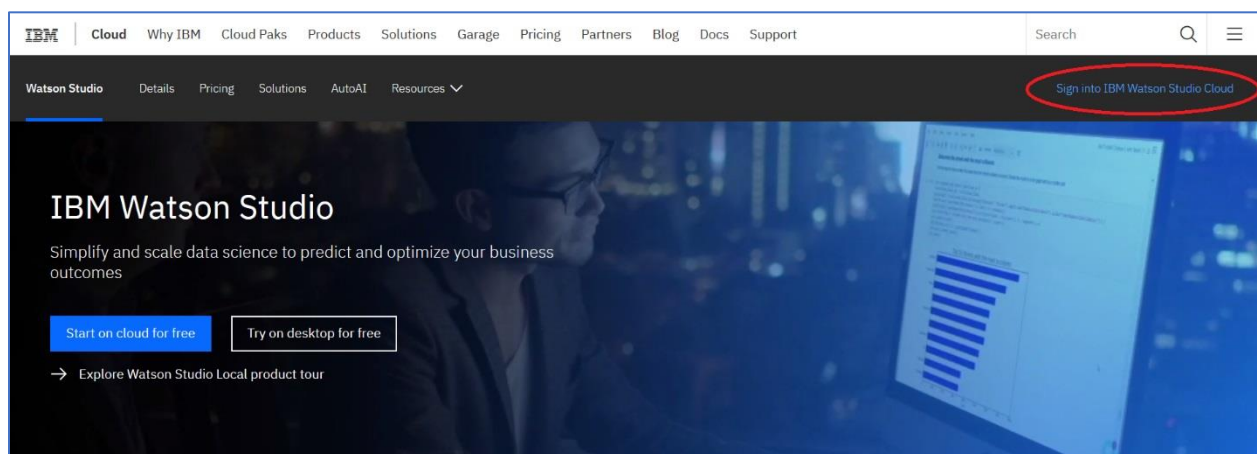 IBM Cloud Why IBM Cloud Paks Products Solutions Garage Pricing Partners Blog Docs Support Search
Watson Studio Details Pricing Solutions AutoAI Resources Sign into IBM Watson Studio Cloud
IBM Watson Studio
Simplify and scale data science to predict and optimize your business
outcomes
Start on cloud for free Try on desktop for free
→ Explore Watson Studio Local product tour